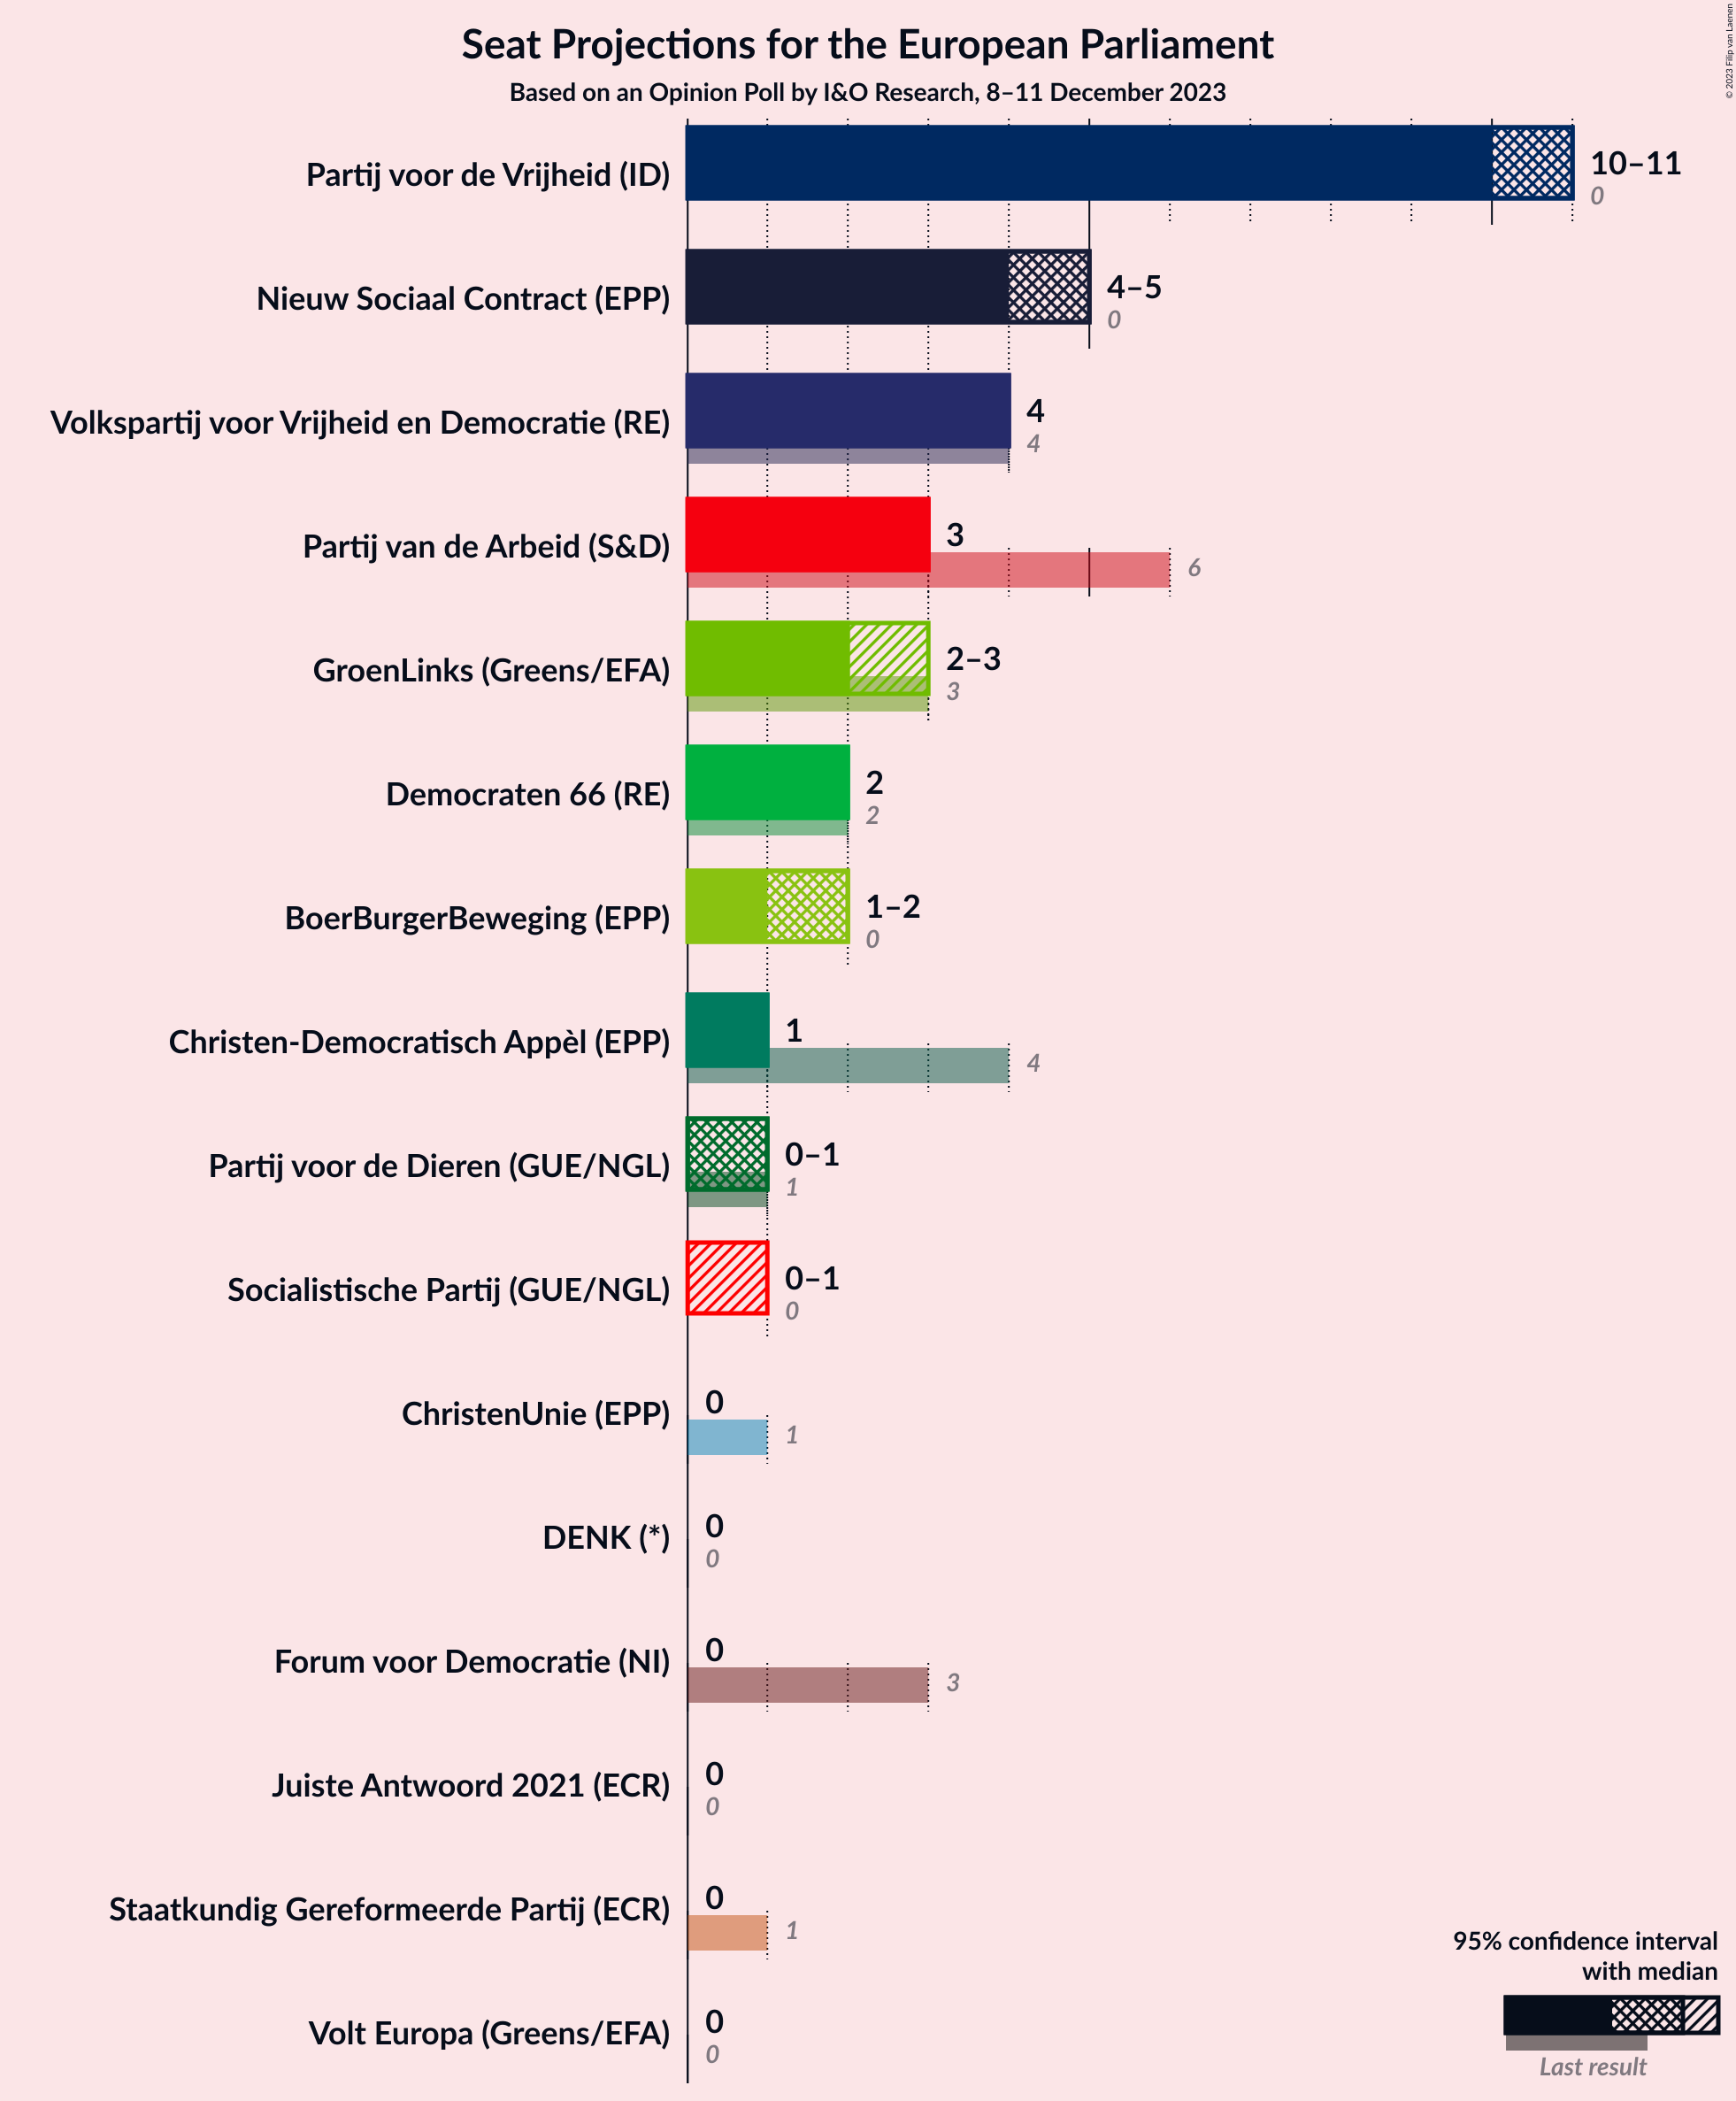 Seat Projections for the European Parliament
Based on an Opinion Poll by I&O Research, 8–11 December 2023
© 2023 Filip van Laenen
Partij voor de Vrijheid (ID)
10–11
0
Nieuw Sociaal Contract (EPP)
4–5
0
Volkspartij voor Vrijheid en Democratie (RE)
4
4
Partij van de Arbeid (S&D)
3
6
GroenLinks (Greens/EFA)
2–3
3
Democraten 66 (RE)
2
2
BoerBurgerBeweging (EPP)
1–2
0
Christen-Democratisch Appèl (EPP)
1
4
Partij voor de Dieren (GUE/NGL)
0–1
1
Socialistische Partij (GUE/NGL)
0–1
0
ChristenUnie (EPP)
0
1
DENK (*)
0
0
Forum voor Democratie (NI)
0
3
Juiste Antwoord 2021 (ECR)
0
0
Staatkundig Gereformeerde Partij (ECR)
0
1
Volt Europa (Greens/EFA)
0
0
95% confidence interval
with median
Last result